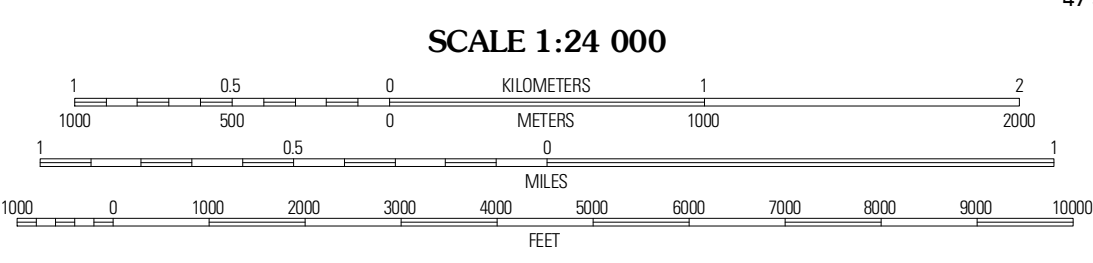 SCALE 1:24 000
1 0.5 0 KILOMETERS 1 2
1000 500 0 METERS 1000 2000
1 0.5 0 1
MILES
1000 0 1000 2000 3000 4000 5000 6000 7000 8000 9000 10000
FEET